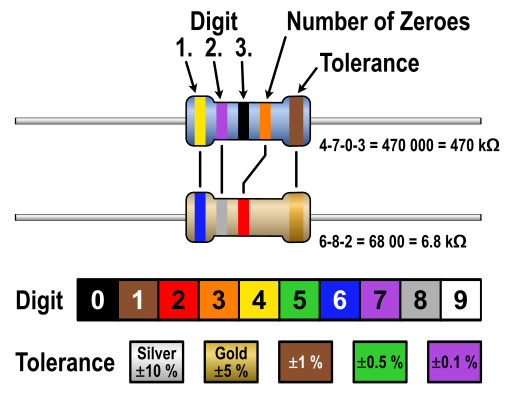 Digit
Number of Zeroes
1. 2. 3.
Tolerance
4-7-0-3 = 470 000 = 470 kΩ
6-8-2 = 68 00 = 6.8 kΩ
Digit 0 1 2 3 4 5 6 7 8 9
Tolerance
Silver ±10 %
Gold ±5 %
±1 %
±0.5 %
±0.1 %